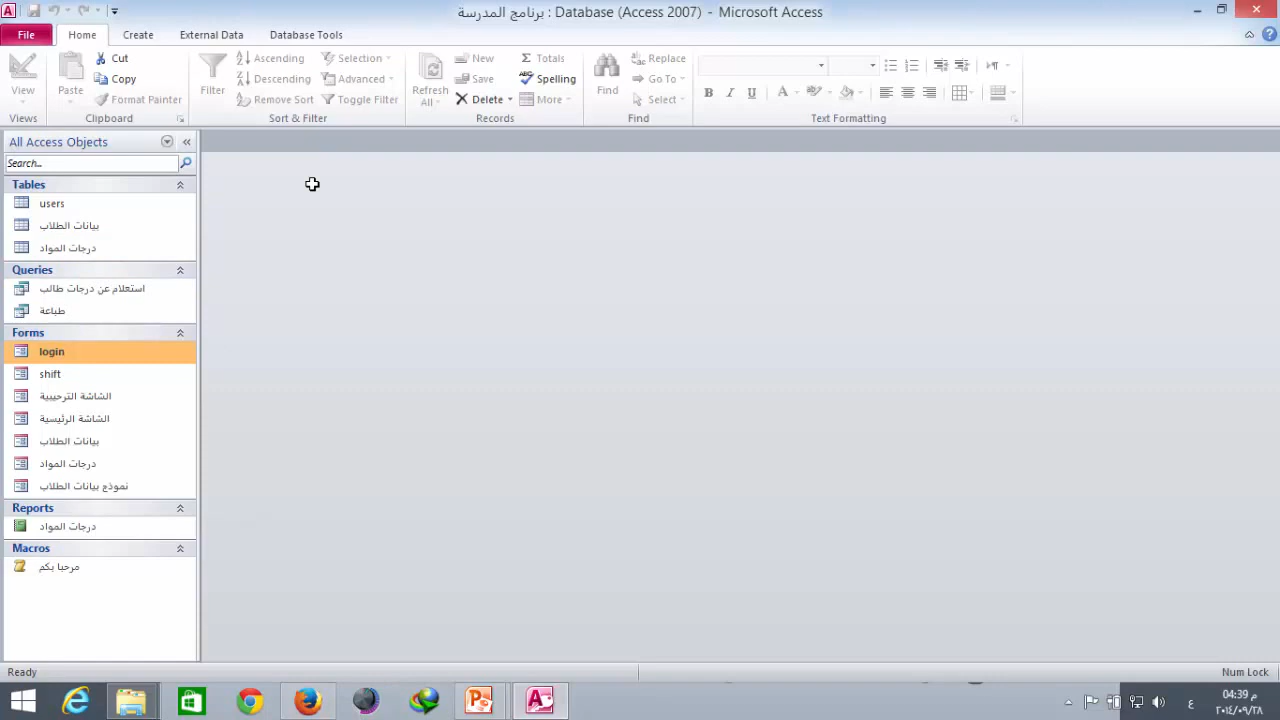 برنامج المدرسة : Database (Access 2007) - Microsoft Access
File Home Create External Data Database Tools
View
Views
Paste
Cut
Copy
Format Painter
Clipboard
Filter
Ascending
Descending
Remove Sort
Selection
Advanced
Toggle Filter
Sort & Filter
Refresh All
New
Save
Delete
Totals
Spelling
More
Records
Find
Replace
Go To
Select
Find
B I U
A
Text Formatting
All Access Objects
Search...
Tables
users
بيانات الطلاب
درجات المواد
Queries
استعلام عن درجات طالب
طباعة
Forms
login
shift
الشاشة الترحيبية
الشاشة الرئيسية
بيانات الطلاب
درجات المواد
نموذج بيانات الطلاب
Reports
درجات المواد
Macros
مرحبا بكم
Ready
Num Lock
ع
04:39 م
٢٠١٤/٠٩/٢٨